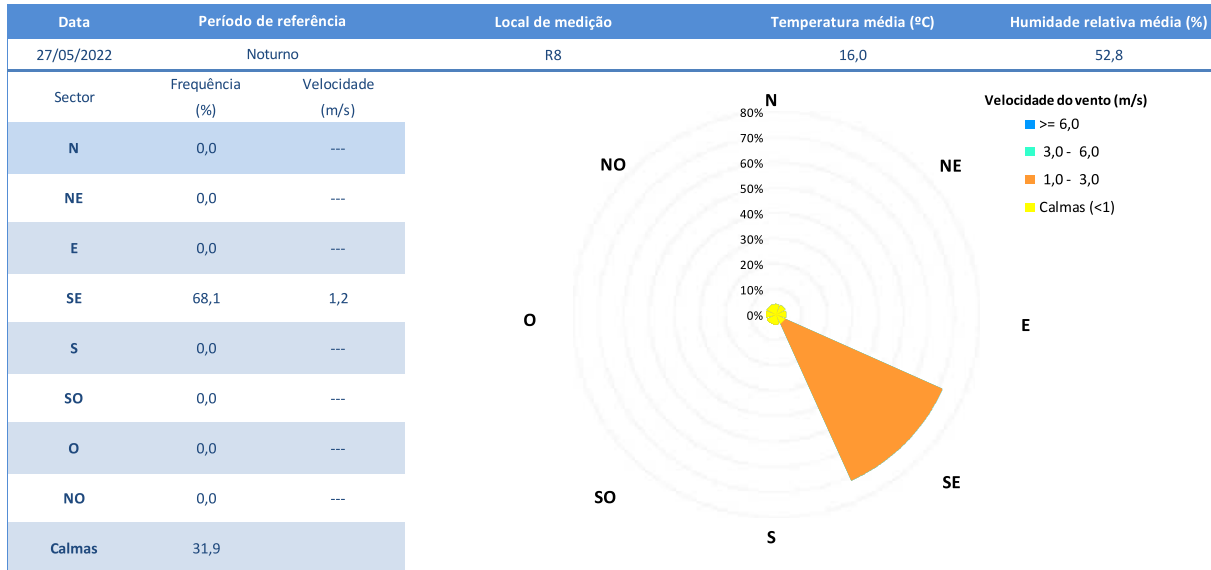 Data Período de referência Local de medição Temperatura média (ºC) Humidade relativa média (%)
27/05/2022 Noturno R8 16,0 52,8
Sector Frequência (%) Velocidade (m/s)
N 0,0 ---
NE 0,0 ---
E 0,0 ---
SE 68,1 1,2
S 0,0 ---
SO 0,0 ---
O 0,0 ---
NO 0,0 ---
Calmas 31,9
N
NE
E
SE
S
SO
O
NO
80%
70%
60%
50%
40%
30%
20%
10%
0%
Velocidade do vento (m/s)
>= 6,0
3,0 - 6,0
1,0 - 3,0
Calmas (<1)